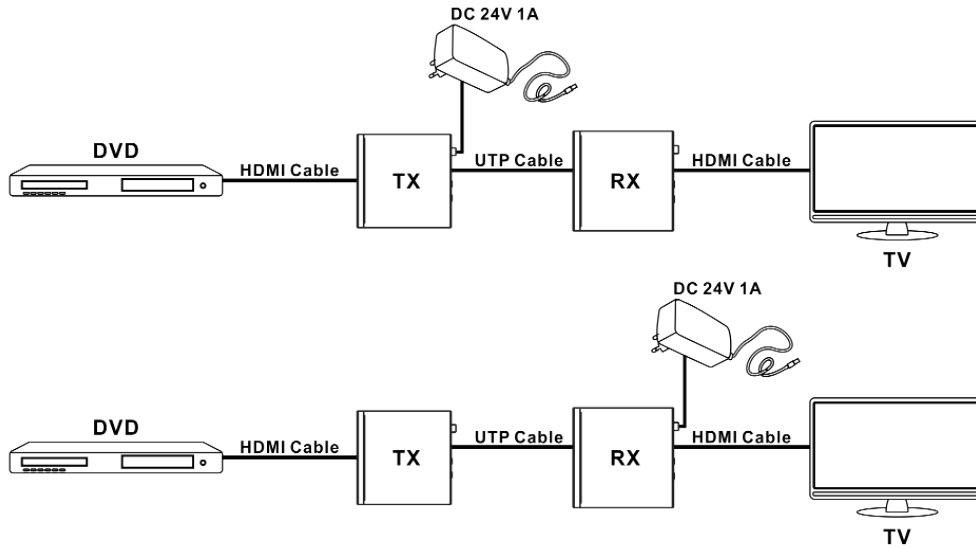 DC 24V 1A
DVD
HDMI Cable
TX
UTP Cable
RX
HDMI Cable
TV
DC 24V 1A
DVD
HDMI Cable
TX
UTP Cable
RX
HDMI Cable
TV